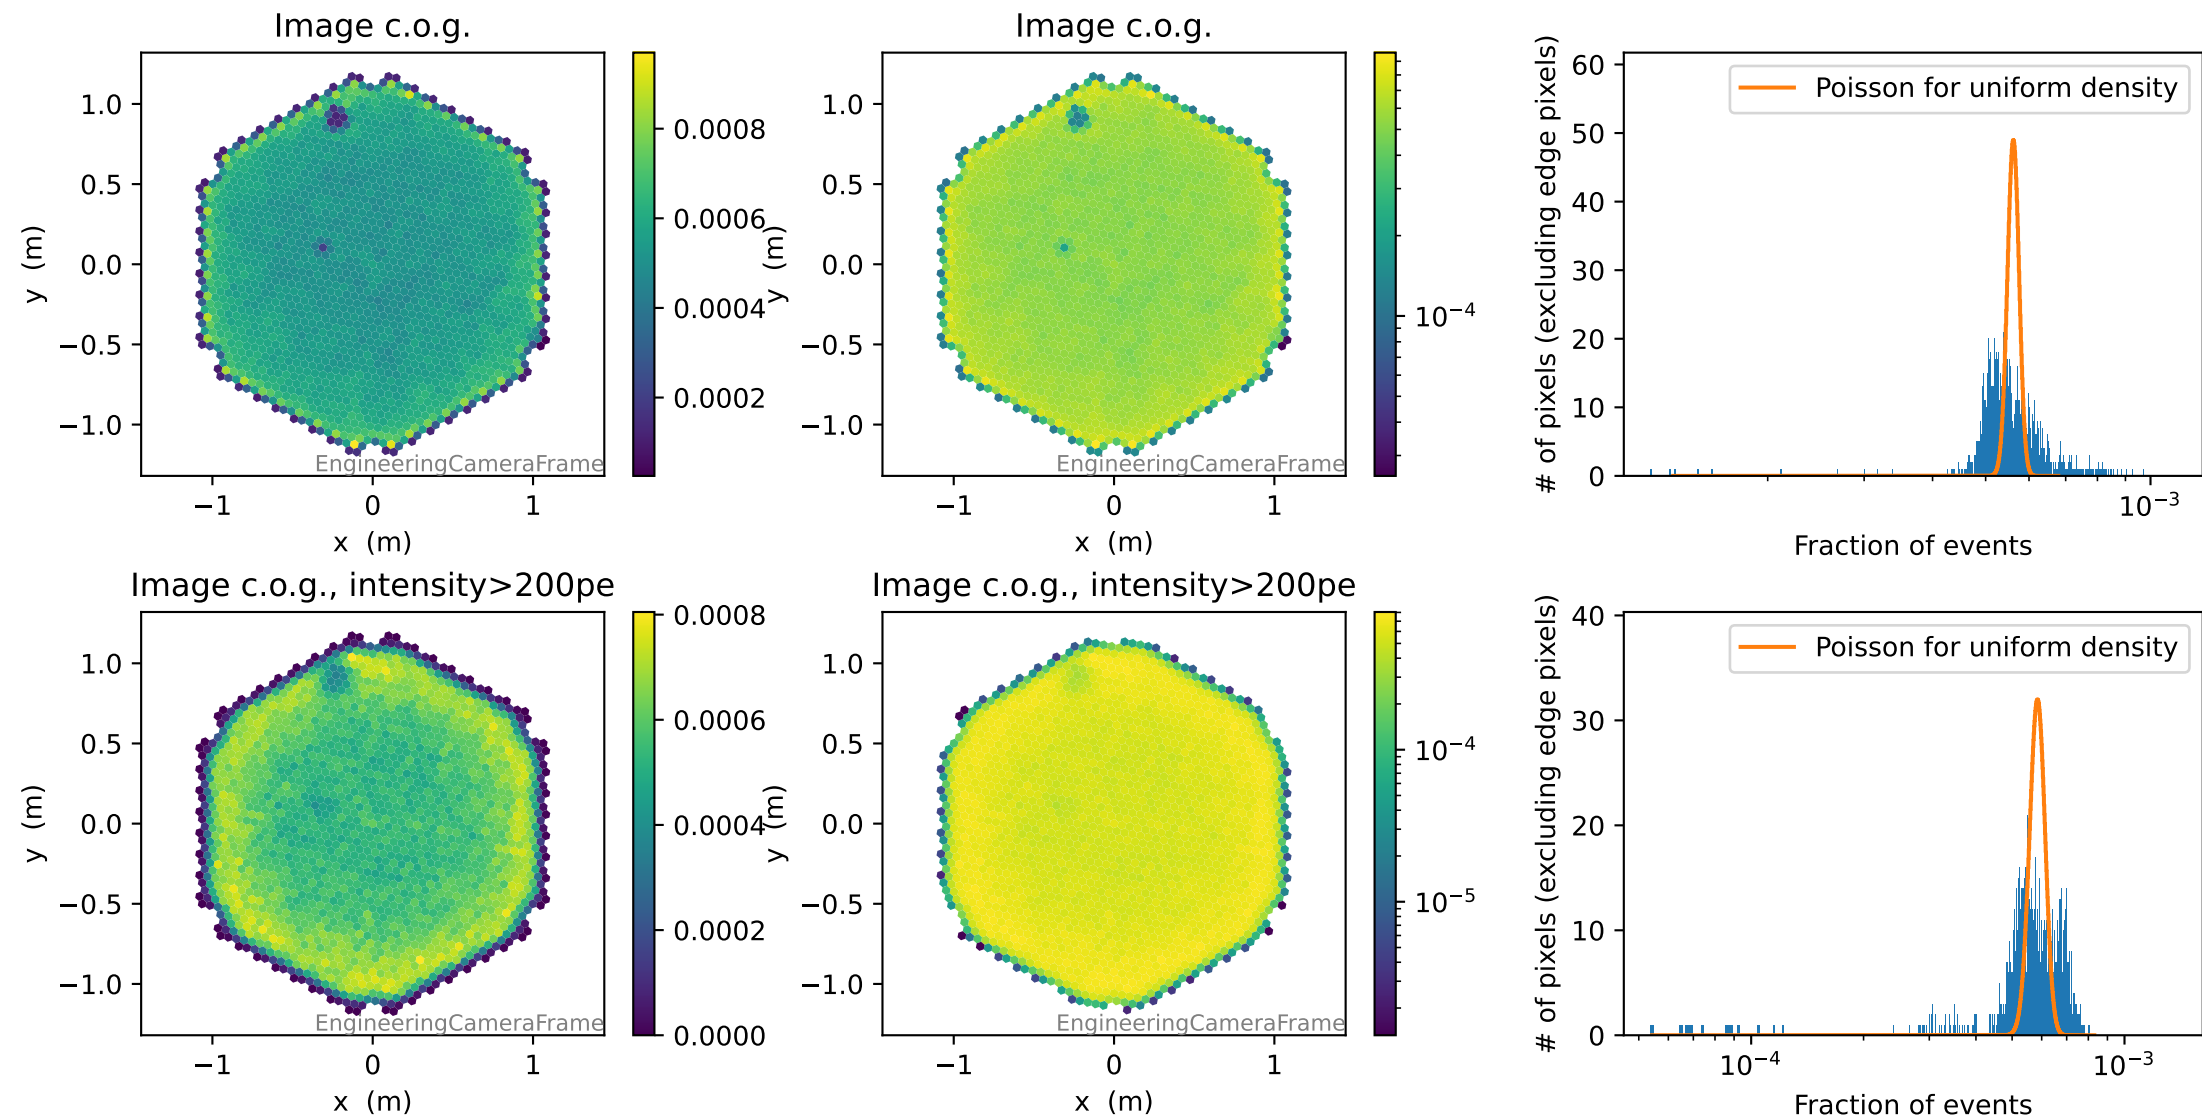 Image c.o.g.
1.0
0.5
0.0
−0.5
−1.0
y (m)
−1
0
1
x (m)
EngineeringCameraFrame
0.0008
0.0006
0.0004
0.0002
Image c.o.g.
1.0
0.5
0.0
−0.5
−1.0
y (m)
−1
0
1
x (m)
EngineeringCameraFrame
10⁻⁴
60
50
40
30
20
10
0
# of pixels (excluding edge pixels)
Poisson for uniform density
10⁻³
Fraction of events
Image c.o.g., intensity>200pe
1.0
0.5
0.0
−0.5
−1.0
y (m)
−1
0
1
x (m)
EngineeringCameraFrame
0.0008
0.0006
0.0004
0.0002
0.0000
Image c.o.g., intensity>200pe
1.0
0.5
0.0
−0.5
−1.0
y (m)
−1
0
1
x (m)
EngineeringCameraFrame
10⁻⁴
10⁻⁵
40
30
20
10
0
# of pixels (excluding edge pixels)
Poisson for uniform density
10⁻⁴
10⁻³
Fraction of events